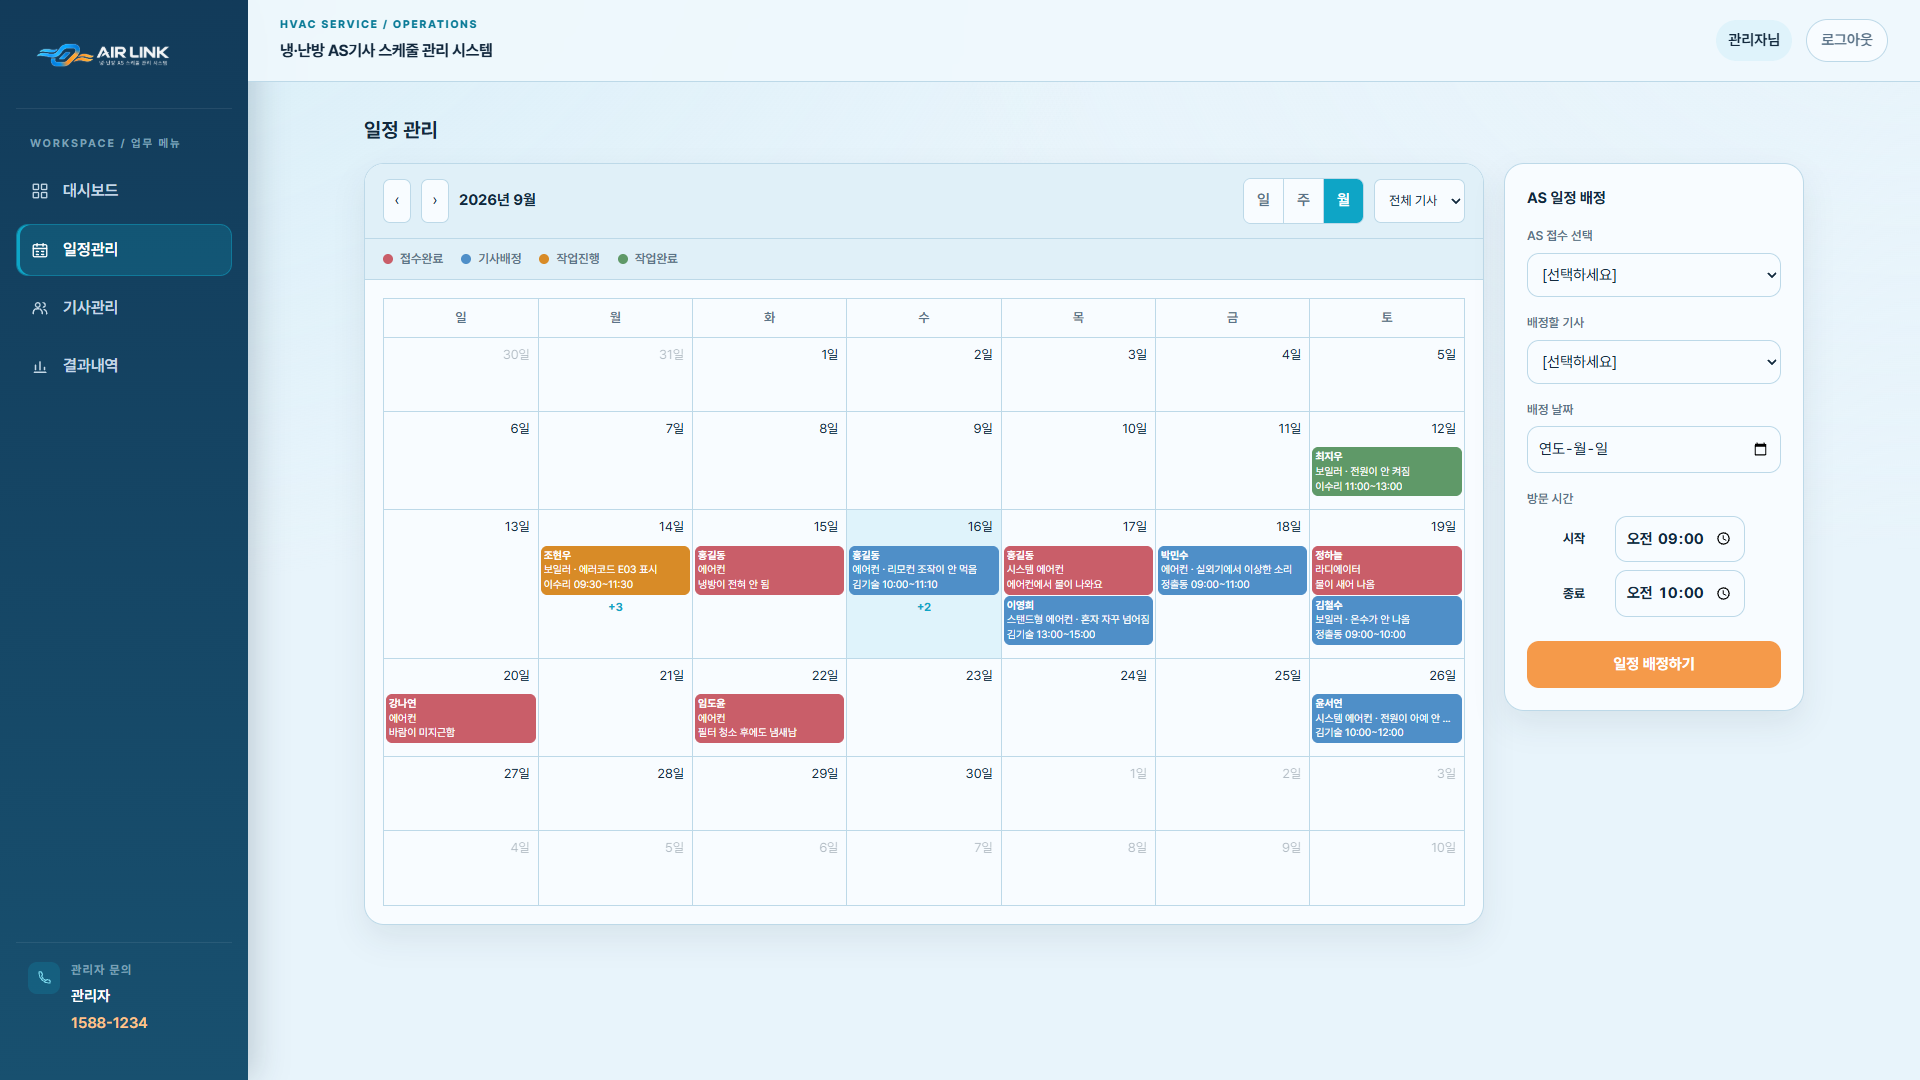 AIR LINK
냉·난방 AS 스케줄 관리 시스템
WORKSPACE / 업무 메뉴
대시보드
일정관리
기사관리
결과내역
관리자 문의
관리자
1588-1234
HVAC SERVICE / OPERATIONS
냉·난방 AS기사 스케줄 관리 시스템
관리자님
로그아웃
일정 관리
‹ › 2026년 9월
일 주 월 전체 기사
접수완료 기사배정 작업진행 작업완료
일 월 화 수 목 금 토
30일 31일 1일 2일 3일 4일 5일
6일 7일 8일 9일 10일 11일 12일
최지우
보일러 · 전원이 안 켜짐
이수리 11:00~13:00
13일 14일 15일 16일 17일 18일 19일
조현우
보일러 · 에러코드 E03 표시
이수리 09:30~11:30
+3
홍길동
에어컨
냉방이 전혀 안 됨
홍길동
에어컨 · 리모컨 조작이 안 먹음
김기술 10:00~11:10
+2
홍길동
시스템 에어컨
에어컨에서 물이 나와요
이영희
스탠드형 에어컨 · 혼자 자꾸 넘어짐
김기술 13:00~15:00
박민수
에어컨 · 실외기에서 이상한 소리
정출동 09:00~11:00
정하늘
라디에이터
물이 새어 나옴
김철수
보일러 · 온수가 안 나옴
정출동 09:00~10:00
20일 21일 22일 23일 24일 25일 26일
강나연
에어컨
바람이 미지근함
임도윤
에어컨
필터 청소 후에도 냄새남
윤서연
시스템 에어컨 · 전원이 아예 안 ...
김기술 10:00~12:00
27일 28일 29일 30일 1일 2일 3일
4일 5일 6일 7일 8일 9일 10일
AS 일정 배정
AS 접수 선택
[선택하세요]
배정할 기사
[선택하세요]
배정 날짜
연도-월-일
방문 시간
시작 오전 09:00
종료 오전 10:00
일정 배정하기